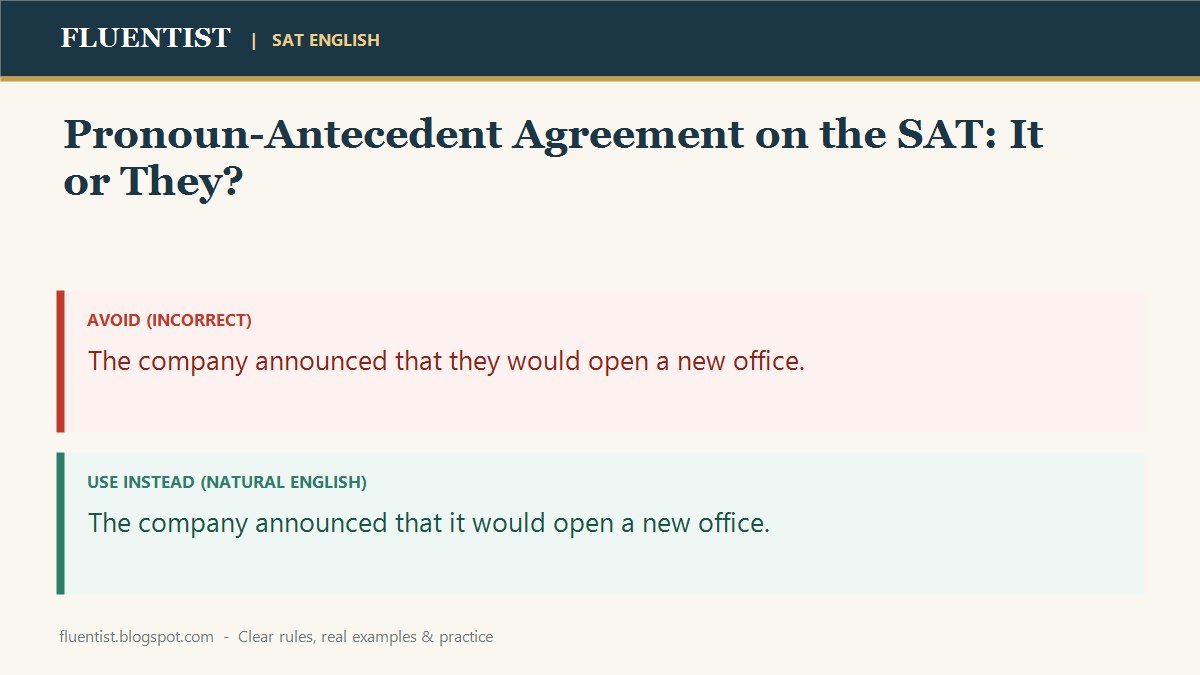 FLUENTIST | SAT ENGLISH
Pronoun-Antecedent Agreement on the SAT: It
or They?
AVOID (INCORRECT)
The company announced that they would open a new office.
USE INSTEAD (NATURAL ENGLISH)
The company announced that it would open a new office.
fluentist.blogspot.com - Clear rules, real examples & practice